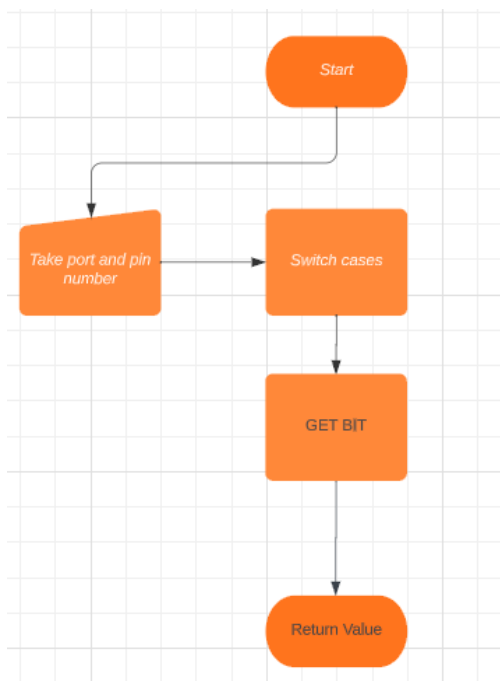 Start
Take port and pin
number
Switch cases
GET BIT
Return Value